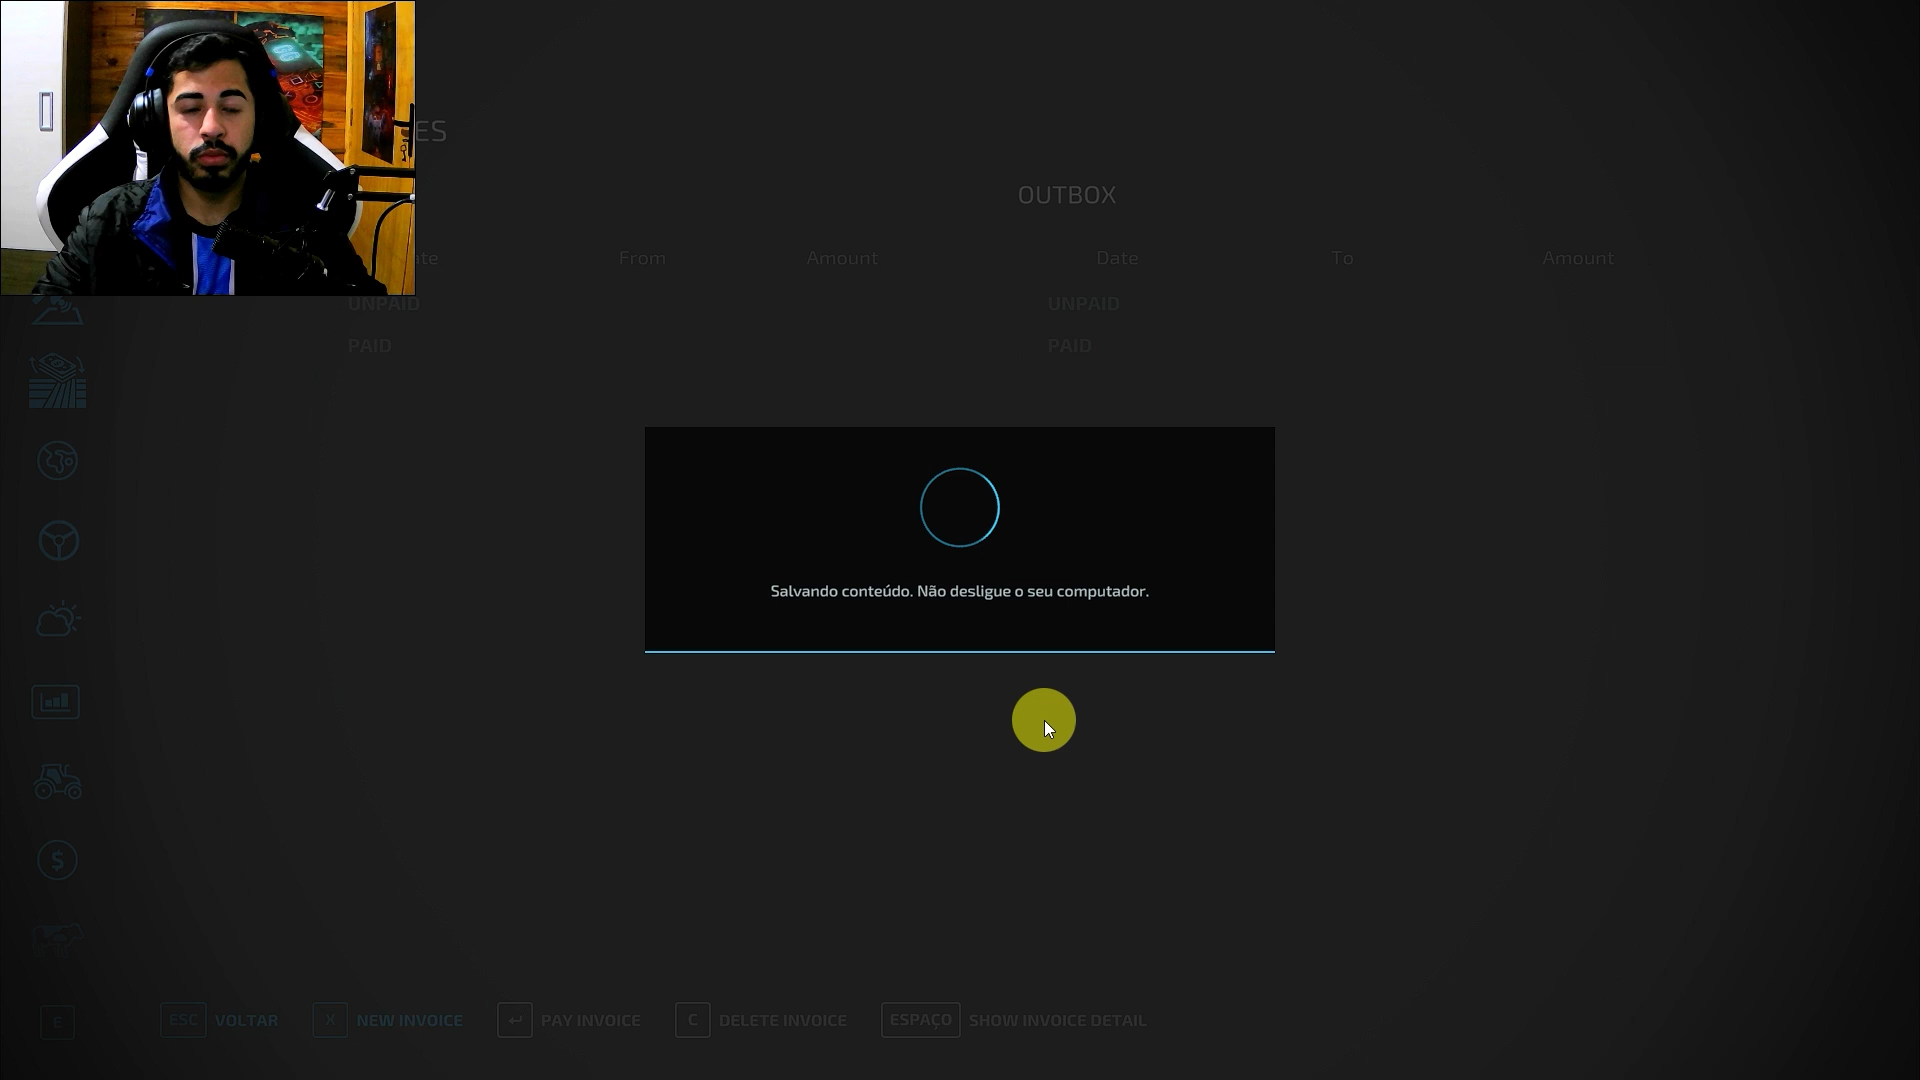 ES
OUTBOX
ate From Amount Date To Amount
UNPAID UNPAID
PAID PAID
Salvando conteúdo. Não desligue o seu computador.
E ESC VOLTAR X NEW INVOICE ↵ PAY INVOICE C DELETE INVOICE ESPAÇO SHOW INVOICE DETAIL